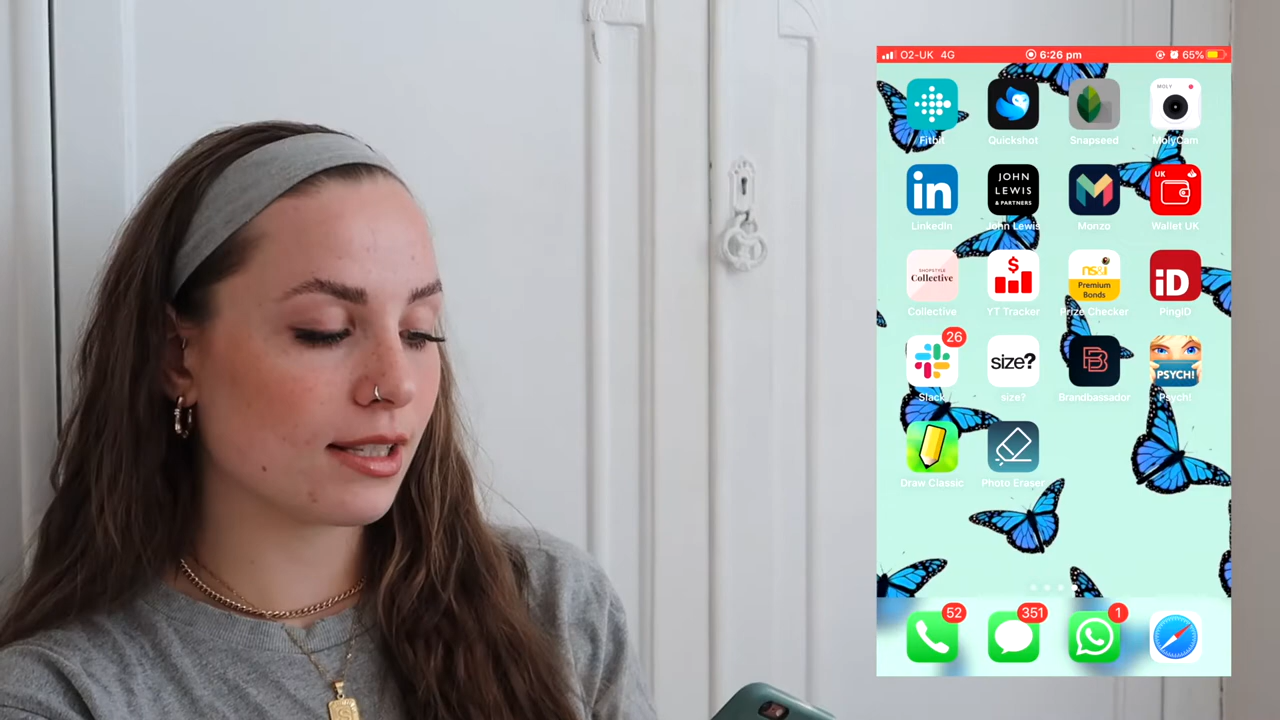 O2-UK 4G 6:26 pm 65%
Fitbit Quickshot Snapseed MOLY MolyCam
in JOHN LEWIS & PARTNERS UK
LinkedIn John Lewis Monzo Wallet UK
SHOPSTYLE Collective $ ns&i Premium Bonds iD
Collective YT Tracker Prize Checker PingID
26 size? B PSYCH!
Slack size? Brandbassador Psych!
Draw Classic Photo Eraser
52 351 1